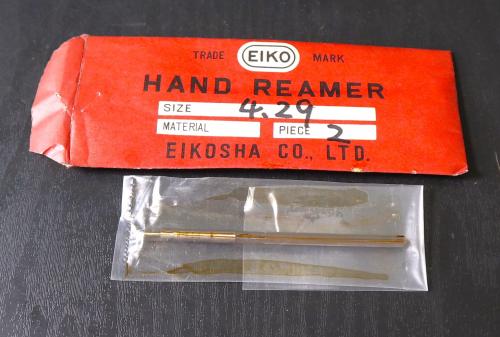 TRADE EIKO MARK
HAND REAMER
SIZE 4.29
MATERIAL PIECE 2
EIKOSHA CO., LTD.